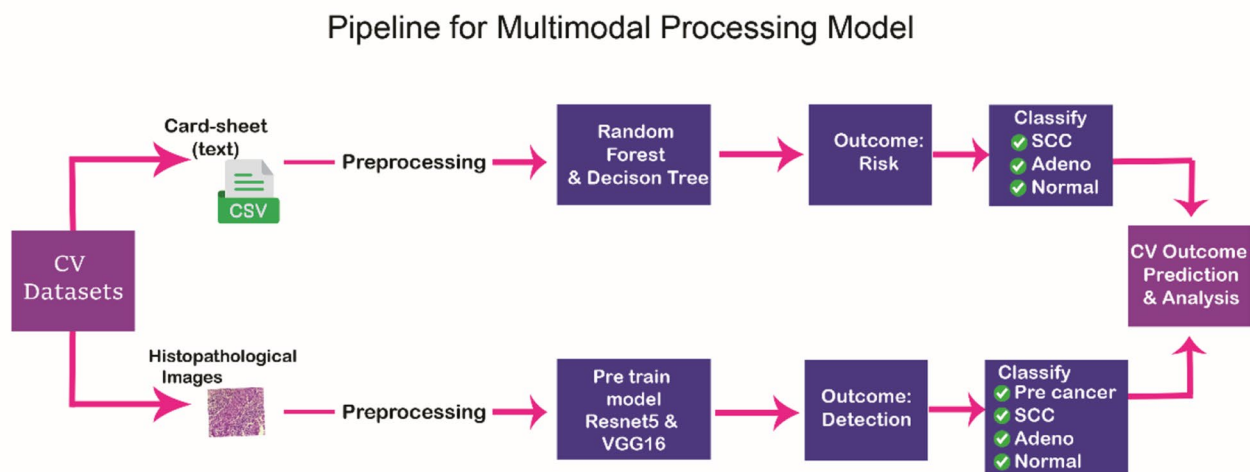 Pipeline for Multimodal Processing Model
Card-sheet
(text)
CSV
Preprocessing
Random
Forest
& Decison Tree
Outcome:
Risk
Classify
SCC
Adeno
Normal
CV
Datasets
CV Outcome
Prediction
& Analysis
Histopathological
Images
Preprocessing
Pre train
model
Resnet5 &
VGG16
Outcome:
Detection
Classify
Pre cancer
SCC
Adeno
Normal